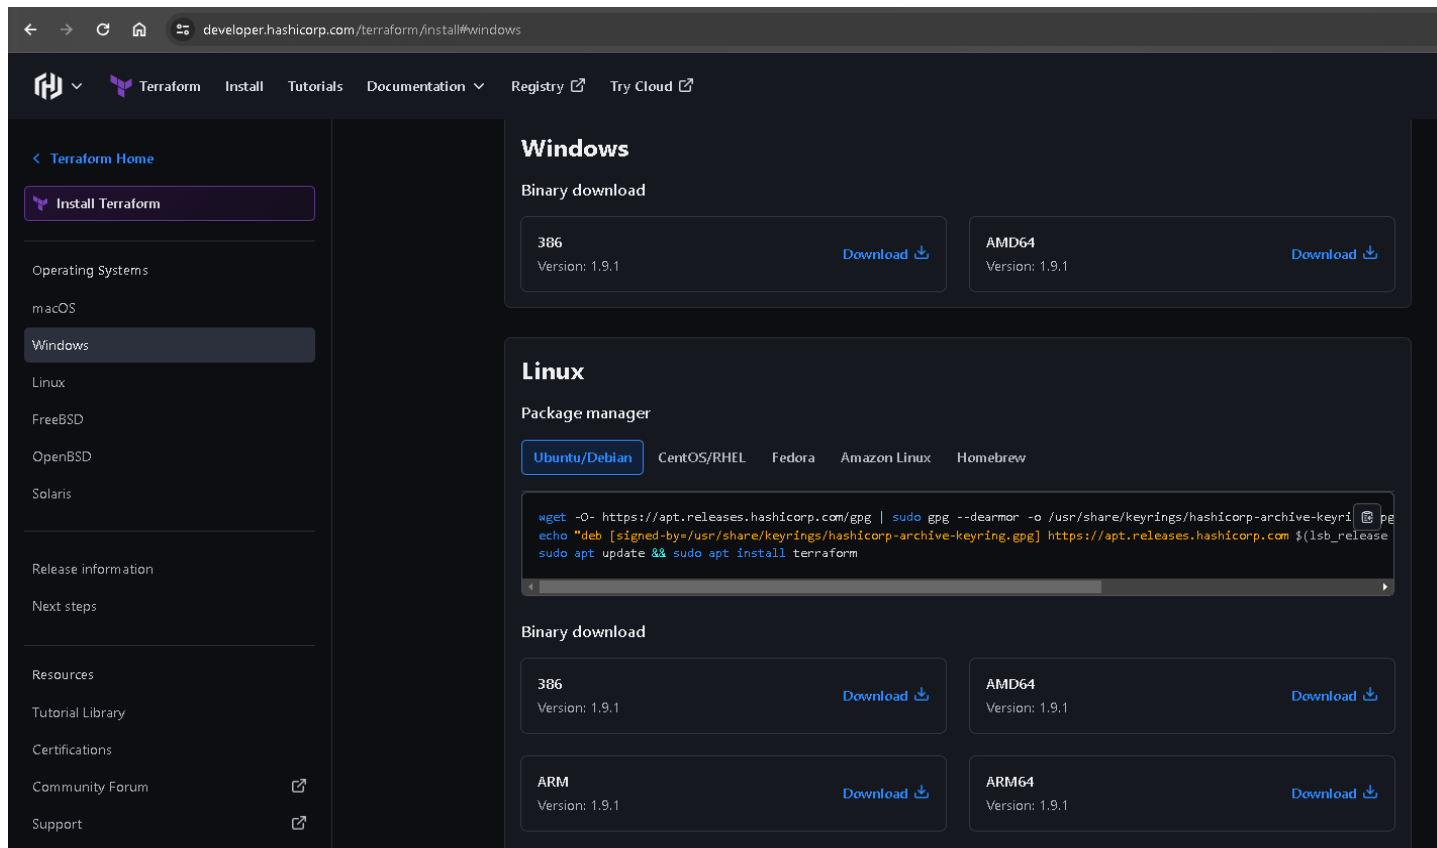 developer.hashicorp.com/terraform/install#windows
Terraform Install Tutorials Documentation Registry Try Cloud
Terraform Home
Install Terraform
Operating Systems
macOS
Windows
Linux
FreeBSD
OpenBSD
Solaris
Release information
Next steps
Resources
Tutorial Library
Certifications
Community Forum
Support
Windows
Binary download
386
Version: 1.9.1
Download
AMD64
Version: 1.9.1
Download
Linux
Package manager
Ubuntu/Debian CentOS/RHEL Fedora Amazon Linux Homebrew
wget -O- https://apt.releases.hashicorp.com/gpg | sudo gpg --dearmor -o /usr/share/keyrings/hashicorp-archive-keyri pg
echo "deb [signed-by=/usr/share/keyrings/hashicorp-archive-keyring.gpg] https://apt.releases.hashicorp.com $(lsb_release
sudo apt update && sudo apt install terraform
Binary download
386
Version: 1.9.1
Download
AMD64
Version: 1.9.1
Download
ARM
Version: 1.9.1
Download
ARM64
Version: 1.9.1
Download